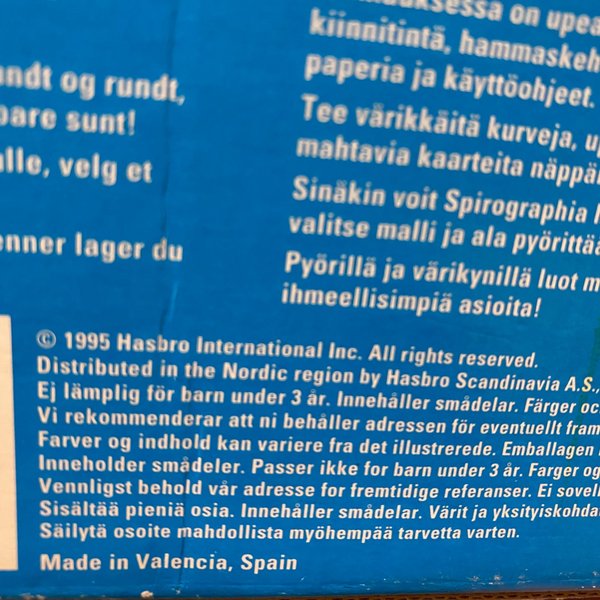 undt og rundt,
bare sunt!
alle, velg et
enner lager du
on upea
kiinnitintä, hammaskeh
paperia ja käyttöohjeet.
Tee värikkäitä kurveja, u
mahtavia kaarteita näppä
Sinäkin voit Spirographia
valitse malli ja ala pyörittä
Pyörillä ja värikynillä luot m
ihmeellisimpiä asioita!
© 1995 Hasbro International Inc. All rights reserved.
Distributed in the Nordic region by Hasbro Scandinavia A.S.,
Ej lämplig för barn under 3 år. Innehåller smådelar. Färger oc
Vi rekommenderar att ni behåller adressen för eventuellt fram
Farver og indhold kan variere fra det illustrerede. Emballagen
Inneholder smådeler. Passer ikke for barn under 3 år. Farger og
Vennligst behold vår adresse for fremtidige referanser. Ei sovell
Sisältää pieniä osia. Innehåller smådelar. Värit ja yksityiskohda
Säilytä osoite mahdollista myöhempää tarvetta varten.
Made in Valencia, Spain